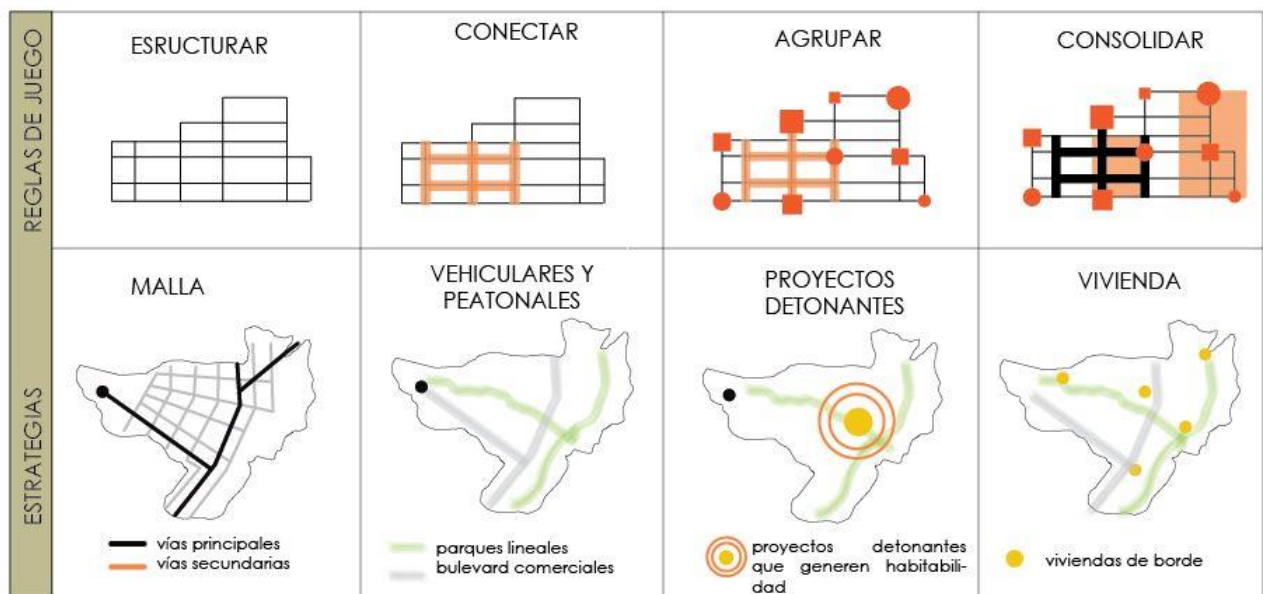 REGLAS DE JUEGO
ESRUCTURAR
CONECTAR
AGRUPAR
CONSOLIDAR
ESTRATEGIAS
MALLA
vías principales
vías secundarias
VEHICULARES Y
PEATONALES
parques lineales
bulevard comerciales
PROYECTOS
DETONANTES
proyectos detonantes
que generen habitabili-
dad
VIVIENDA
viviendas de borde